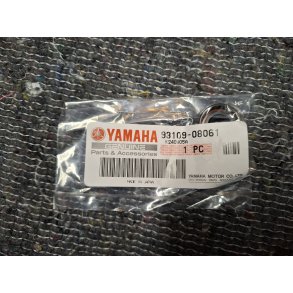 YAMAHA 93109-08061
GENUINE
Parts & Accessories
1 PC
MADE IN JAPAN
YAMAHA MOTOR CO., LTD.